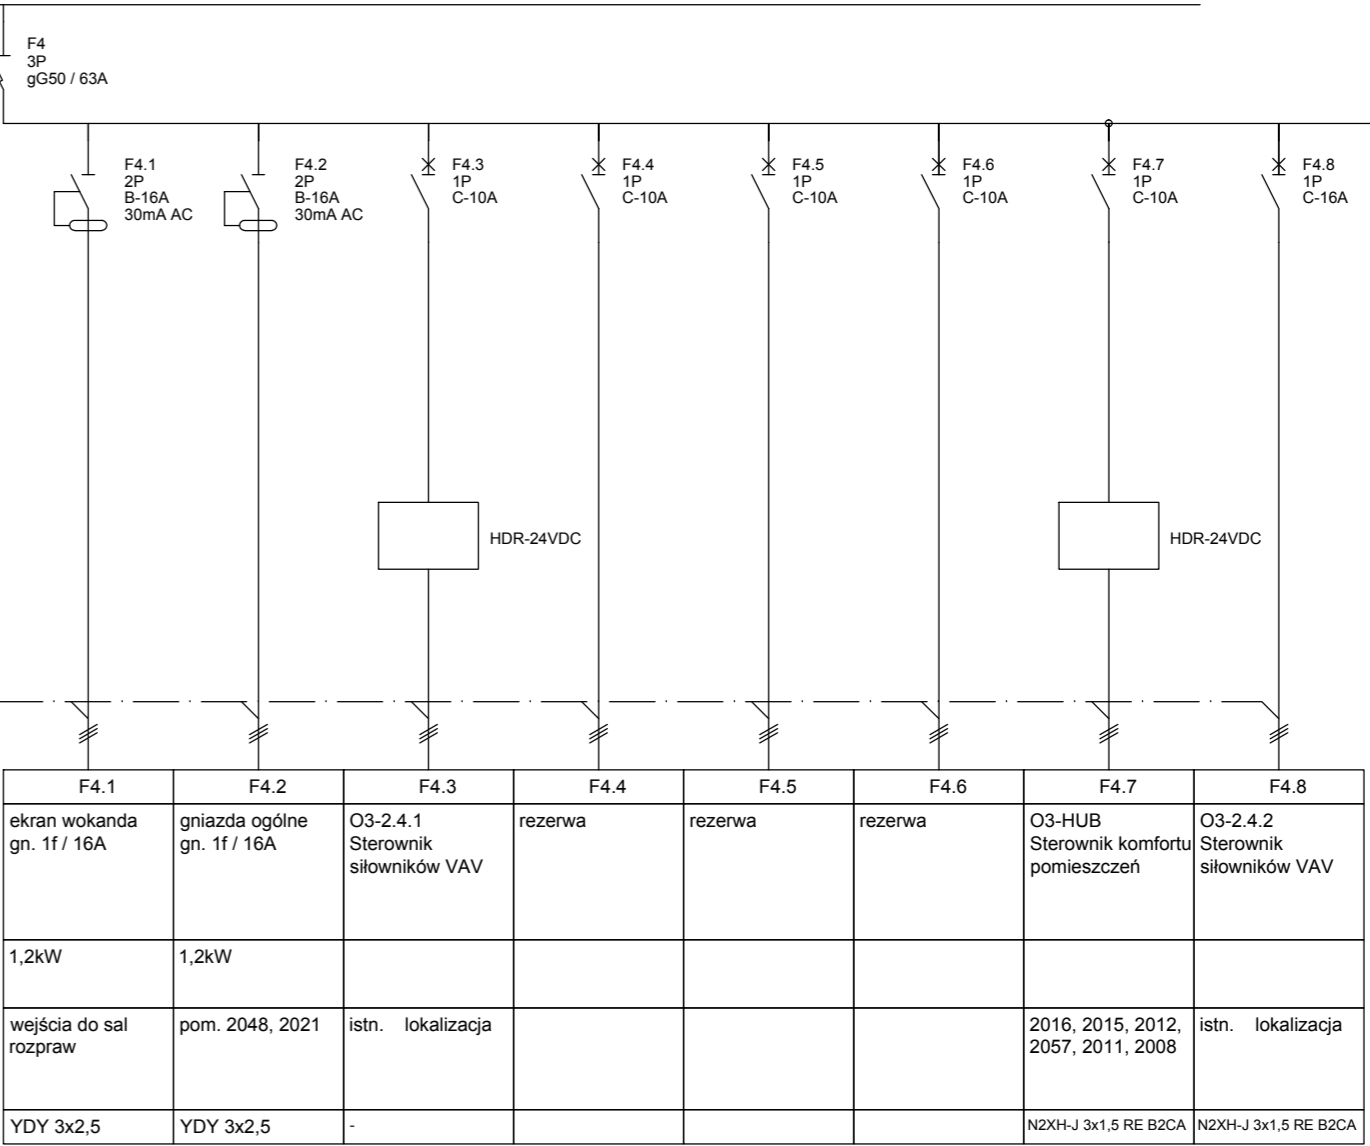 F4
3P
gG50 / 63A
F4.1
2P
B-16A
30mA AC
F4.2
2P
B-16A
30mA AC
F4.3
1P
C-10A
F4.4
1P
C-10A
F4.5
1P
C-10A
F4.6
1P
C-10A
F4.7
1P
C-10A
F4.8
1P
C-16A
HDR-24VDC
HDR-24VDC
F4.1 F4.2 F4.3 F4.4 F4.5 F4.6 F4.7 F4.8
ekran wokanda
gn. 1f / 16A
gniazda ogólne
gn. 1f / 16A
O3-2.4.1
Sterownik
siłowników VAV
rezerwa
rezerwa
rezerwa
O3-HUB
Sterownik komfortu
pomieszczeń
O3-2.4.2
Sterownik
siłowników VAV
1,2kW
1,2kW
wejścia do sal
rozpraw
pom. 2048, 2021
istn. lokalizacja
2016, 2015, 2012,
2057, 2011, 2008
istn. lokalizacja
YDY 3x2,5
YDY 3x2,5
-
N2XH-J 3x1,5 RE B2CA
N2XH-J 3x1,5 RE B2CA